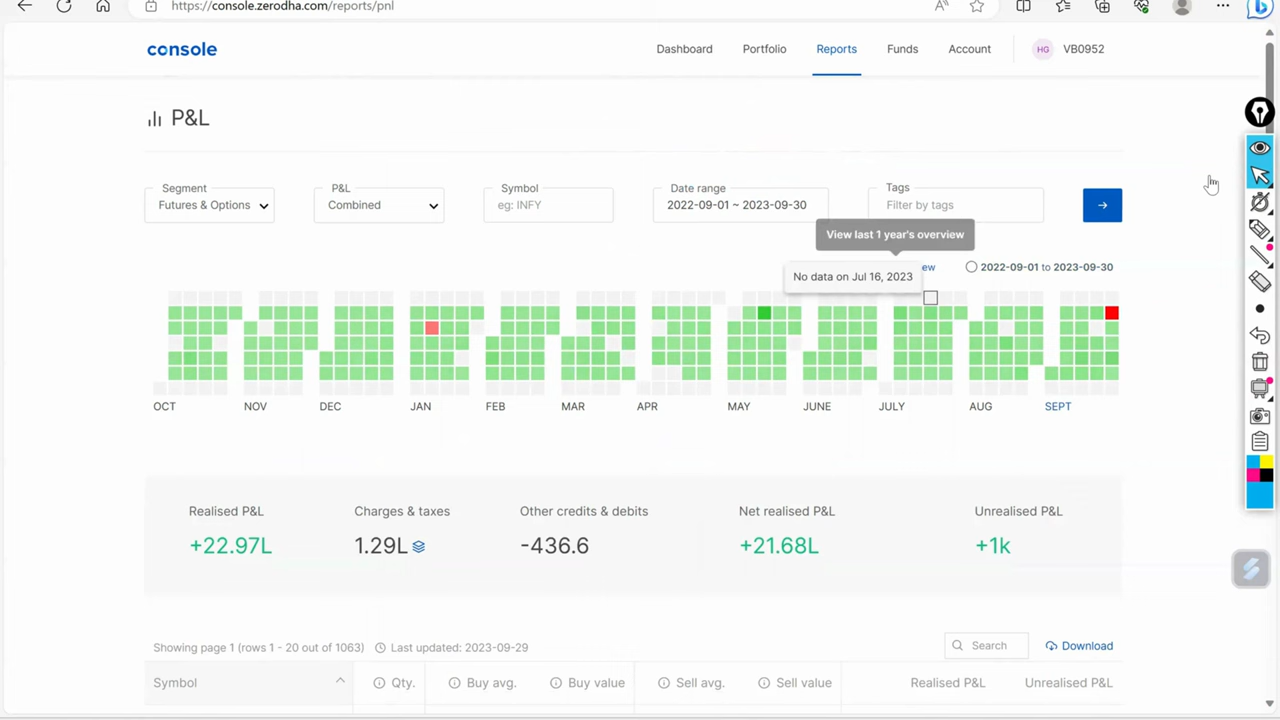 https://console.zerodha.com/reports/pnl
console
Dashboard
Portfolio
Reports
Funds
Account
HG
VB0952
P&L
Segment
P&L
Symbol
Date range
Tags
Futures & Options
Combined
eg: INFY
2022-09-01 ~ 2023-09-30
Filter by tags
View last 1 year's overview
ew
2022-09-01 to 2023-09-30
No data on Jul 16, 2023
OCT
NOV
DEC
JAN
FEB
MAR
APR
MAY
JUNE
JULY
AUG
SEPT
Realised P&L
Charges & taxes
Other credits & debits
Net realised P&L
Unrealised P&L
+22.97L
1.29L
-436.6
+21.68L
+1k
Showing page 1 (rows 1 - 20 out of 1063)
Last updated: 2023-09-29
Search
Download
Symbol
Qty.
Buy avg.
Buy value
Sell avg.
Sell value
Realised P&L
Unrealised P&L